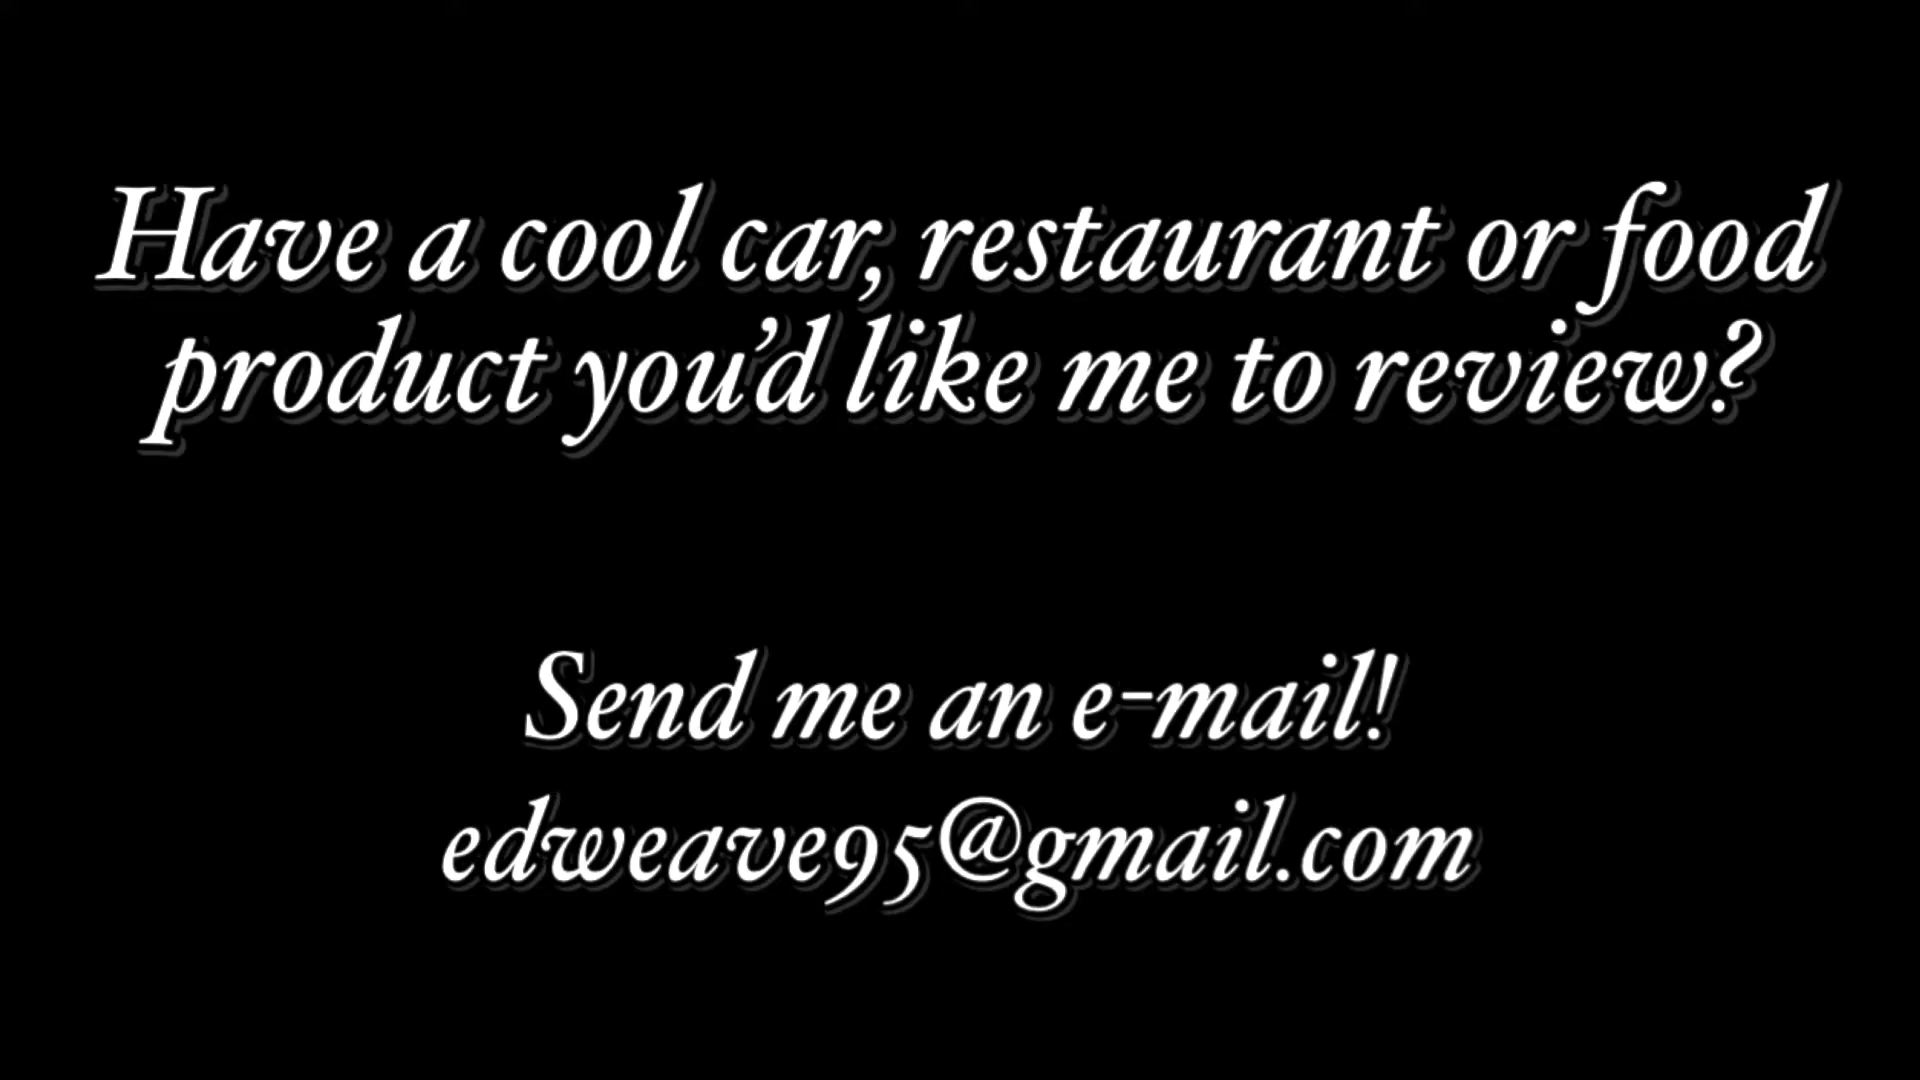 Have a cool car, restaurant or food
product you’d like me to review?
Send me an e-mail!
edweave95@gmail.com